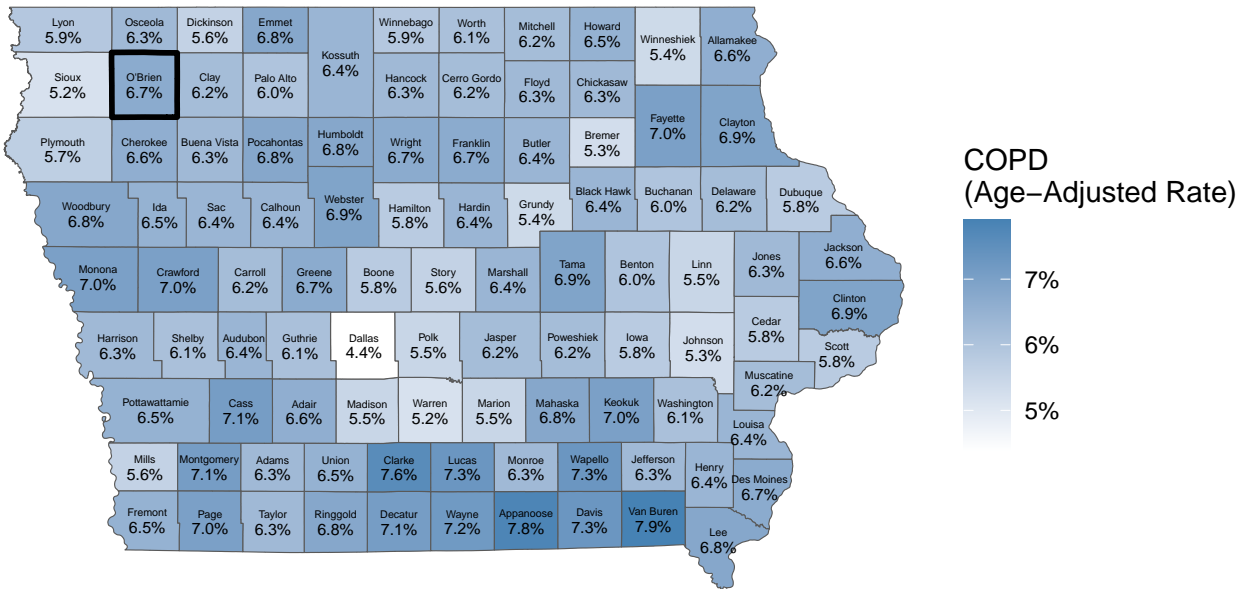 Lyon
5.9%
Osceola
6.3%
Dickinson
5.6%
Emmet
6.8%
Kossuth
6.4%
Winnebago
5.9%
Worth
6.1%
Mitchell
6.2%
Howard
6.5%
Winneshiek
5.4%
Allamakee
6.6%
Sioux
5.2%
O'Brien
6.7%
Clay
6.2%
Palo Alto
6.0%
Hancock
6.3%
Cerro Gordo
6.2%
Floyd
6.3%
Chickasaw
6.3%
Fayette
7.0%
Clayton
6.9%
Plymouth
5.7%
Cherokee
6.6%
Buena Vista
6.3%
Pocahontas
6.8%
Humboldt
6.8%
Wright
6.7%
Franklin
6.7%
Butler
6.4%
Bremer
5.3%
Woodbury
6.8%
Ida
6.5%
Sac
6.4%
Calhoun
6.4%
Webster
6.9%
Hamilton
5.8%
Hardin
6.4%
Grundy
5.4%
Black Hawk
6.4%
Buchanan
6.0%
Delaware
6.2%
Dubuque
5.8%
Monona
7.0%
Crawford
7.0%
Carroll
6.2%
Greene
6.7%
Boone
5.8%
Story
5.6%
Marshall
6.4%
Tama
6.9%
Benton
6.0%
Linn
5.5%
Jones
6.3%
Jackson
6.6%
Clinton
6.9%
Harrison
6.3%
Shelby
6.1%
Audubon
6.4%
Guthrie
6.1%
Dallas
4.4%
Polk
5.5%
Jasper
6.2%
Poweshiek
6.2%
Iowa
5.8%
Johnson
5.3%
Cedar
5.8%
Scott
5.8%
Muscatine
6.2%
Pottawattamie
6.5%
Cass
7.1%
Adair
6.6%
Madison
5.5%
Warren
5.2%
Marion
5.5%
Mahaska
6.8%
Keokuk
7.0%
Washington
6.1%
Louisa
6.4%
Mills
5.6%
Montgomery
7.1%
Adams
6.3%
Union
6.5%
Clarke
7.6%
Lucas
7.3%
Monroe
6.3%
Wapello
7.3%
Jefferson
6.3%
Henry
6.4%
Des Moines
6.7%
Fremont
6.5%
Page
7.0%
Taylor
6.3%
Ringgold
6.8%
Decatur
7.1%
Wayne
7.2%
Appanoose
7.8%
Davis
7.3%
Van Buren
7.9%
Lee
6.8%
COPD
(Age−Adjusted Rate)
7%
6%
5%